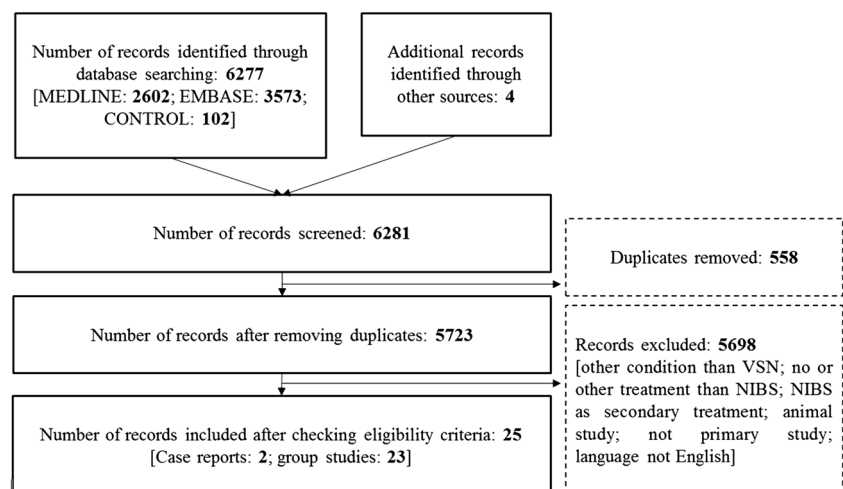 Number of records identified through
database searching: 6277
[MEDLINE: 2602; EMBASE: 3573;
CONTROL: 102]
Additional records
identified through
other sources: 4
Number of records screened: 6281
Duplicates removed: 558
Number of records after removing duplicates: 5723
Records excluded: 5698
[other condition than VSN; no or
other treatment than NIBS; NIBS
as secondary treatment; animal
study; not primary study;
language not English]
Number of records included after checking eligibility criteria: 25
[Case reports: 2; group studies: 23]